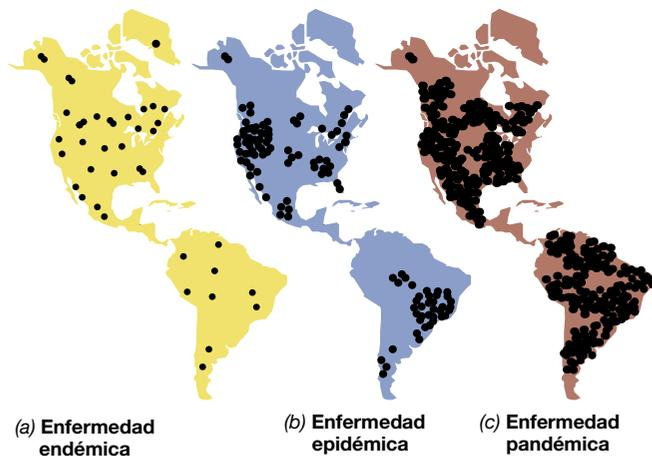 (a) Enfermedad
endémica
(b) Enfermedad
epidémica
(c) Enfermedad
pandémica